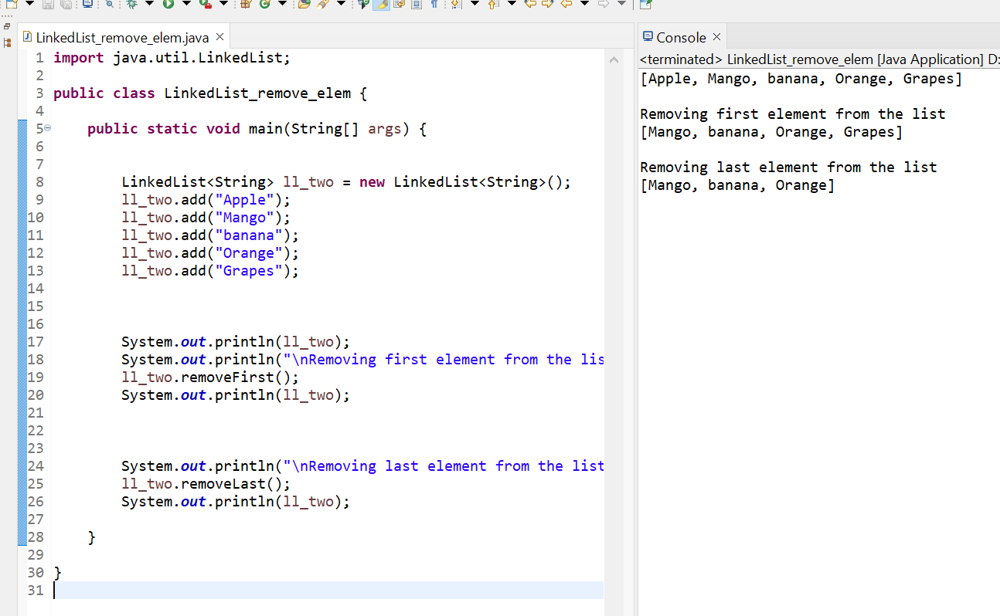 LinkedList_remove_elem.java
1 import java.util.LinkedList;
2
3 public class LinkedList_remove_elem {
4
5     public static void main(String[] args) {
6
7
8         LinkedList<String> ll_two = new LinkedList<String>();
9         ll_two.add("Apple");
10         ll_two.add("Mango");
11         ll_two.add("banana");
12         ll_two.add("Orange");
13         ll_two.add("Grapes");
14
15
16
17         System.out.println(ll_two);
18         System.out.println("\nRemoving first element from the lis
19         ll_two.removeFirst();
20         System.out.println(ll_two);
21
22
23
24         System.out.println("\nRemoving last element from the list
25         ll_two.removeLast();
26         System.out.println(ll_two);
27
28     }
29
30 }
31
Console
<terminated> LinkedList_remove_elem [Java Application] D:
[Apple, Mango, banana, Orange, Grapes]
Removing first element from the list
[Mango, banana, Orange, Grapes]
Removing last element from the list
[Mango, banana, Orange]